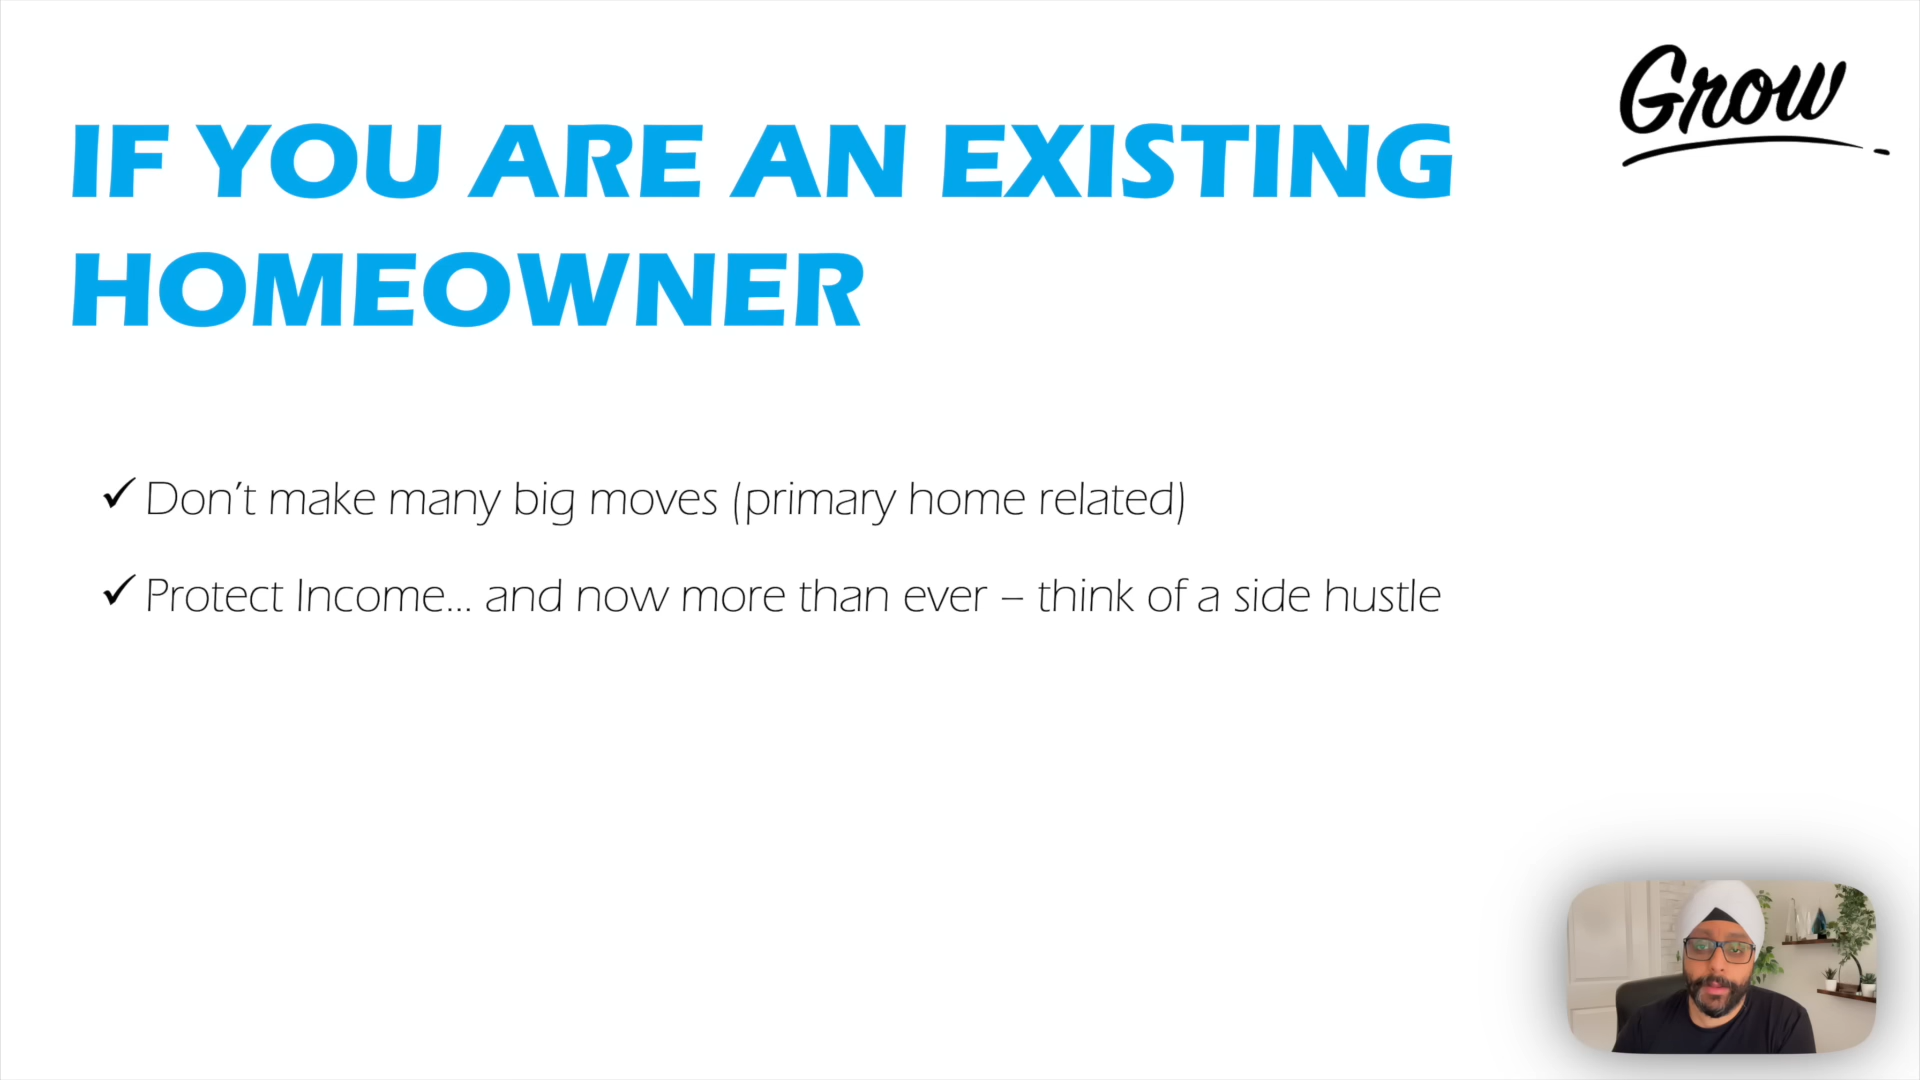 Grow
IF YOU ARE AN EXISTING
HOMEOWNER
✓ Don’t make many big moves (primary home related)
✓ Protect Income... and now more than ever – think of a side hustle